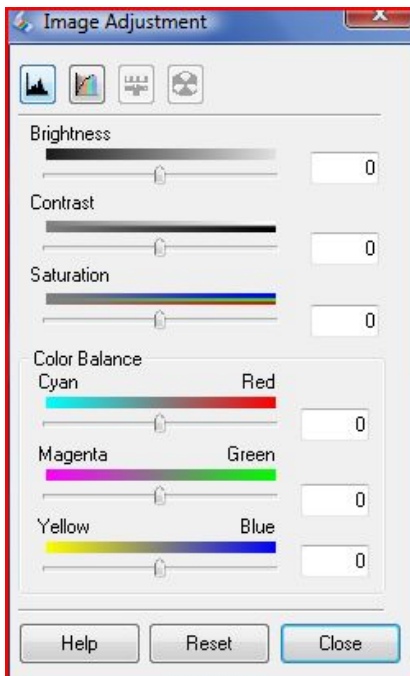 Image Adjustment
Brightness
0
Contrast
0
Saturation
0
Color Balance
Cyan Red
0
Magenta Green
0
Yellow Blue
0
Help Reset Close